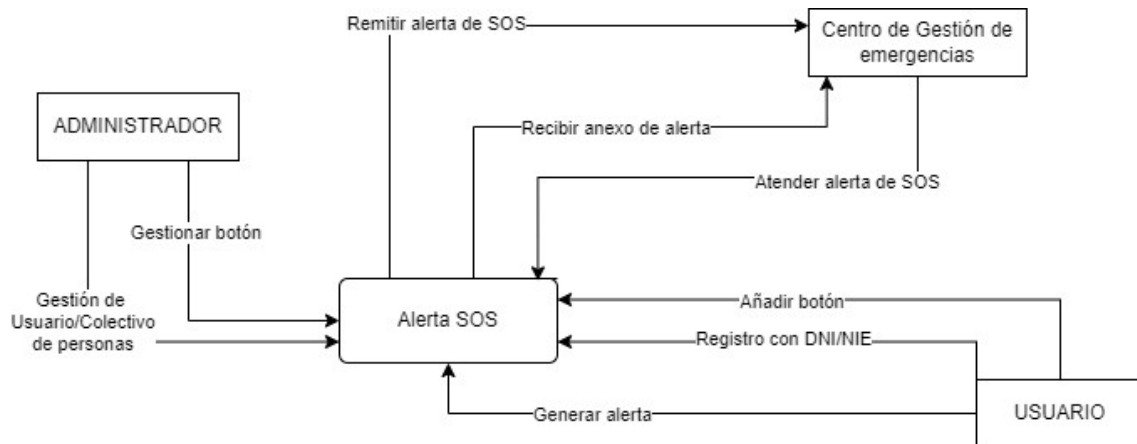 Remitir alerta de SOS
Centro de Gestión de
emergencias
ADMINISTRADOR
Recibir anexo de alerta
Atender alerta de SOS
Gestionar botón
Gestión de
Usuario/Colectivo
de personas
Alerta SOS
Añadir botón
Registro con DNI/NIE
Generar alerta
USUARIO